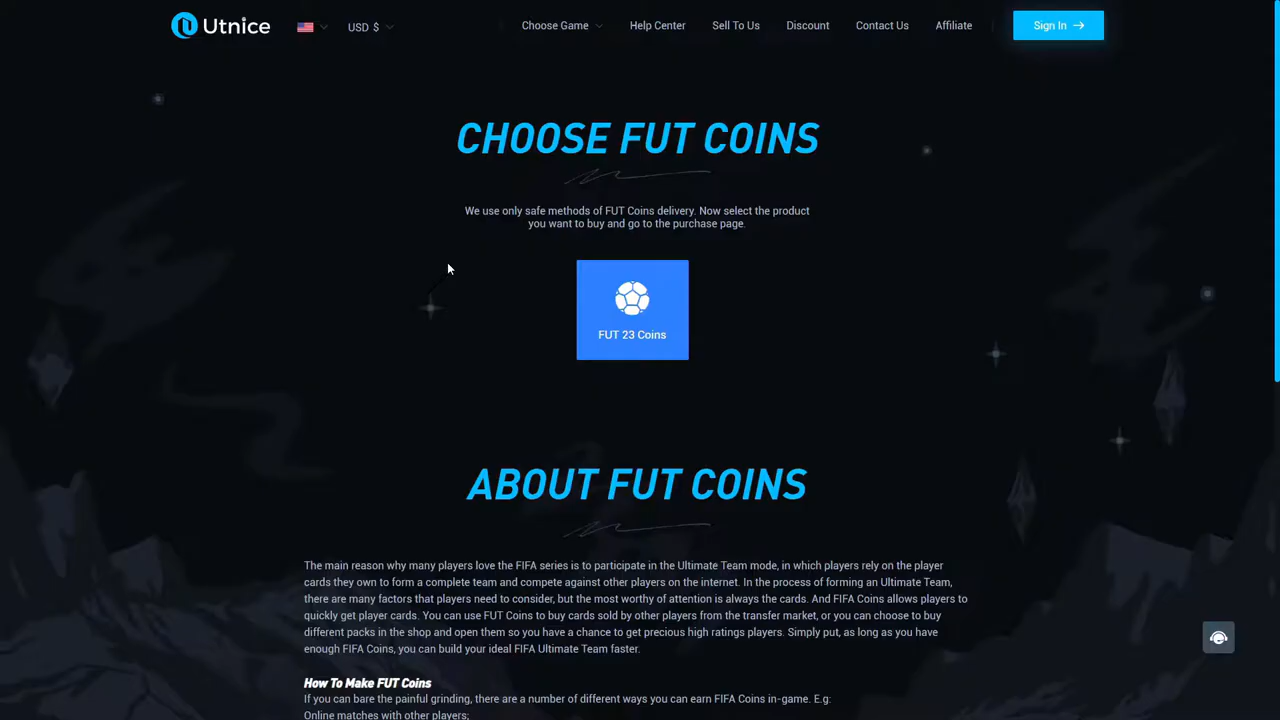 Utnice
USD $
Choose Game
Help Center
Sell To Us
Discount
Contact Us
Affiliate
Sign In
CHOOSE FUT COINS
We use only safe methods of FUT Coins delivery. Now select the product
you want to buy and go to the purchase page.
FUT 23 Coins
ABOUT FUT COINS
The main reason why many players love the FIFA series is to participate in the Ultimate Team mode, in which players rely on the player
cards they own to form a complete team and compete against other players on the internet. In the process of forming an Ultimate Team,
there are many factors that players need to consider, but the most worthy of attention is always the cards. And FIFA Coins allows players to
quickly get player cards. You can use FUT Coins to buy cards sold by other players from the transfer market, or you can choose to buy
different packs in the shop and open them so you have a chance to get precious high ratings players. Simply put, as long as you have
enough FIFA Coins, you can build your ideal FIFA Ultimate Team faster.
How To Make FUT Coins
If you can bare the painful grinding, there are a number of different ways you can earn FIFA Coins in-game. E.g:
Online matches with other players;